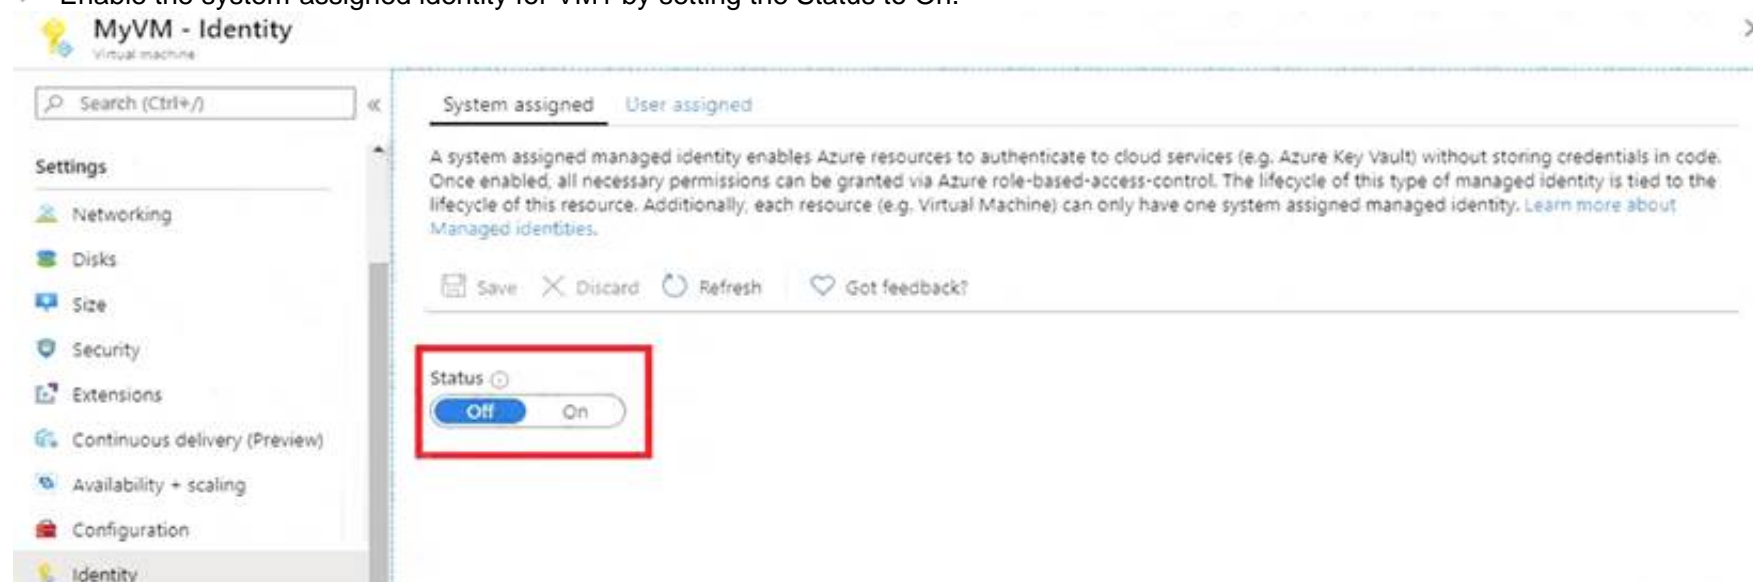 Enable the system-assigned identity for VM1 by setting the Status to On.
MyVM - Identity
Virtual machine
Search (Ctrl+/)
Settings
Networking
Disks
Size
Security
Extensions
Continuous delivery (Preview)
Availability + scaling
Configuration
Identity
System assigned User assigned
A system assigned managed identity enables Azure resources to authenticate to cloud services (e.g. Azure Key Vault) without storing credentials in code.
Once enabled, all necessary permissions can be granted via Azure role-based-access-control. The lifecycle of this type of managed identity is tied to the
lifecycle of this resource. Additionally, each resource (e.g. Virtual Machine) can only have one system assigned managed identity. Learn more about
Managed identities.
Save Discard Refresh Got feedback?
Status
Off On